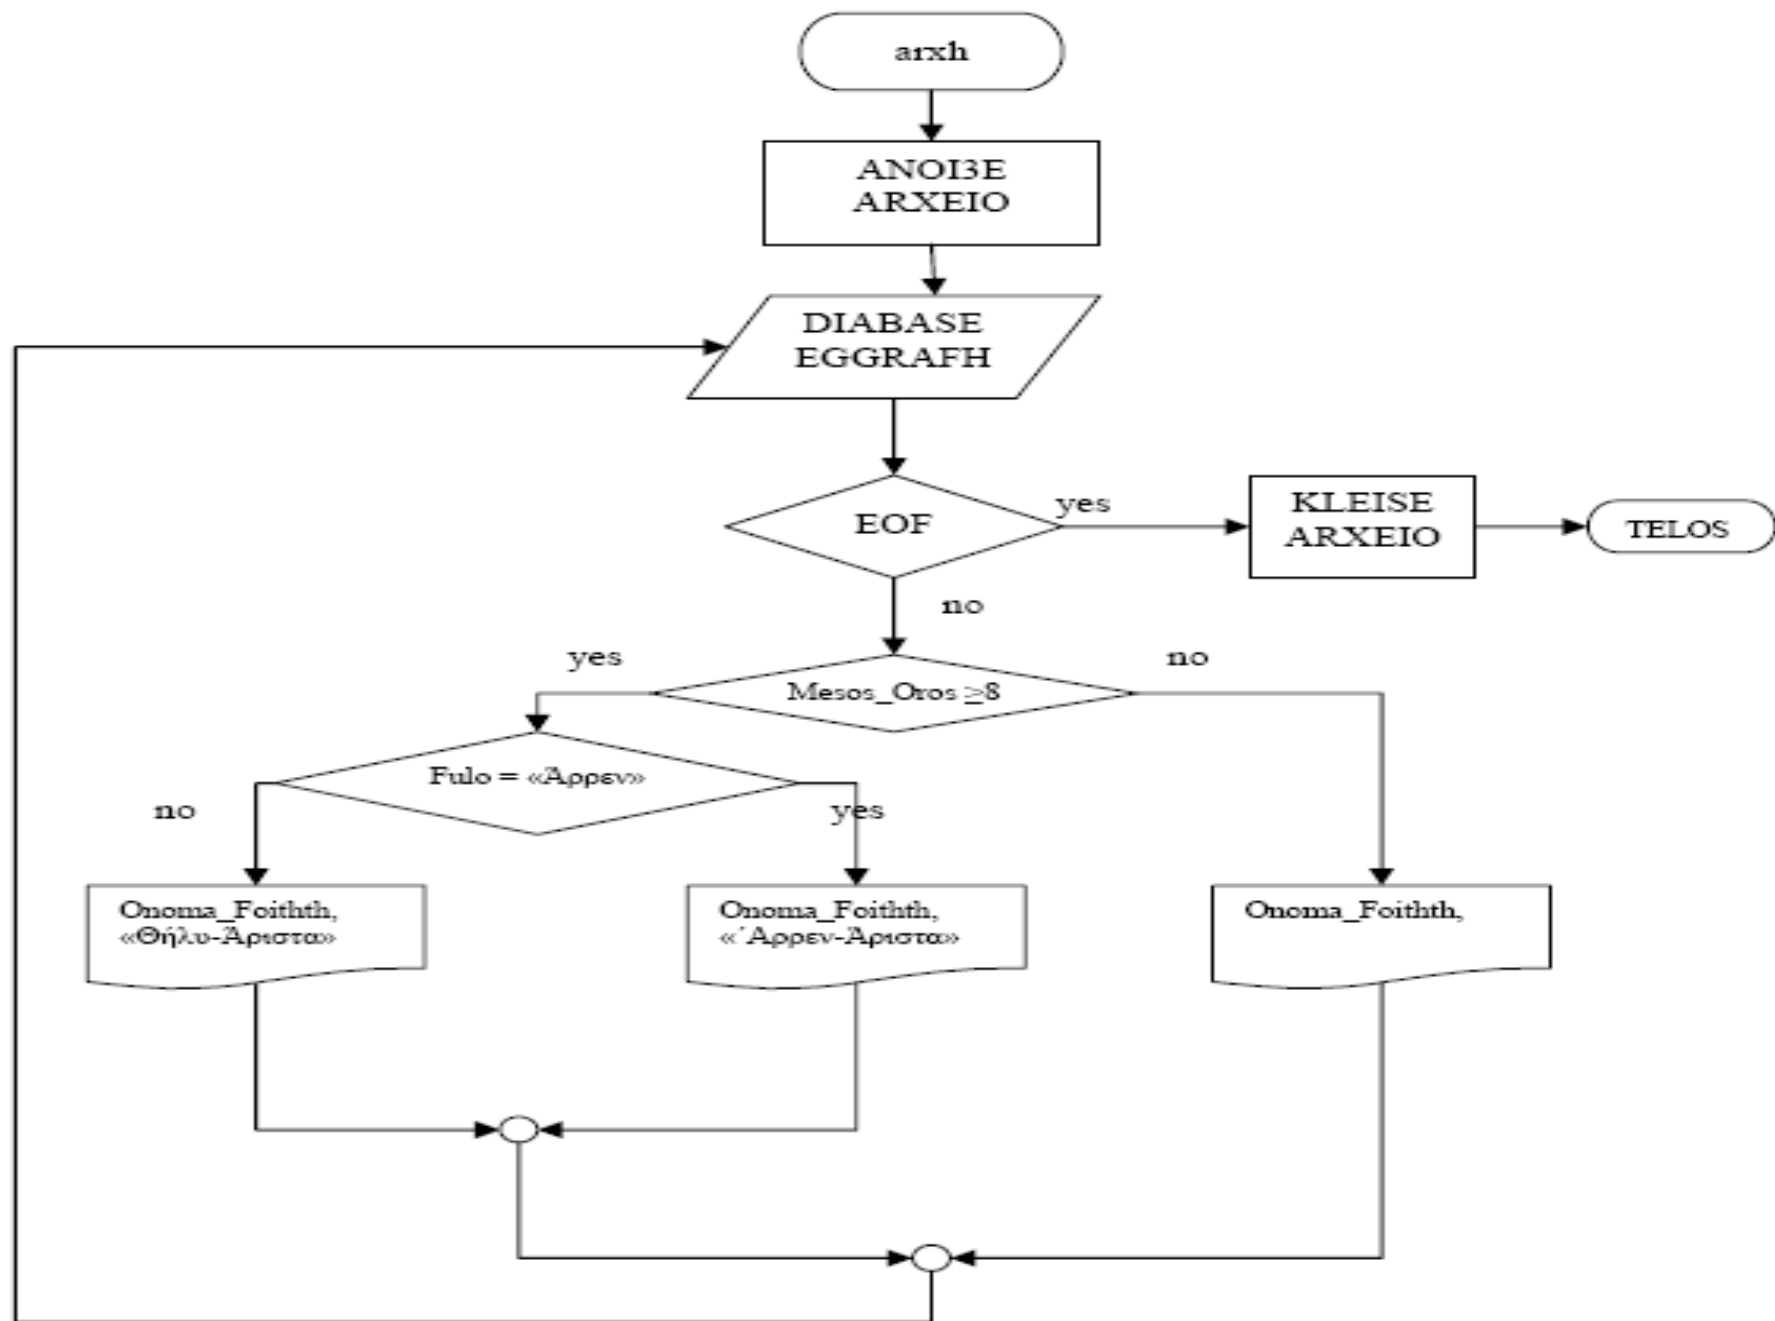 arxh
ANOI3E
ARXEIO
DIABASE
EGGRAFH
EOF
yes
KLEISE
ARXEIO
TELOS
no
yes
no
Mesos_Oros ≥8
Fulo = «Άρρεν»
no
yes
Onoma_Foithth,
«Θήλυ-Άριστα»
Onoma_Foithth,
«΄Αρρεν-Άριστα»
Onoma_Foithth,